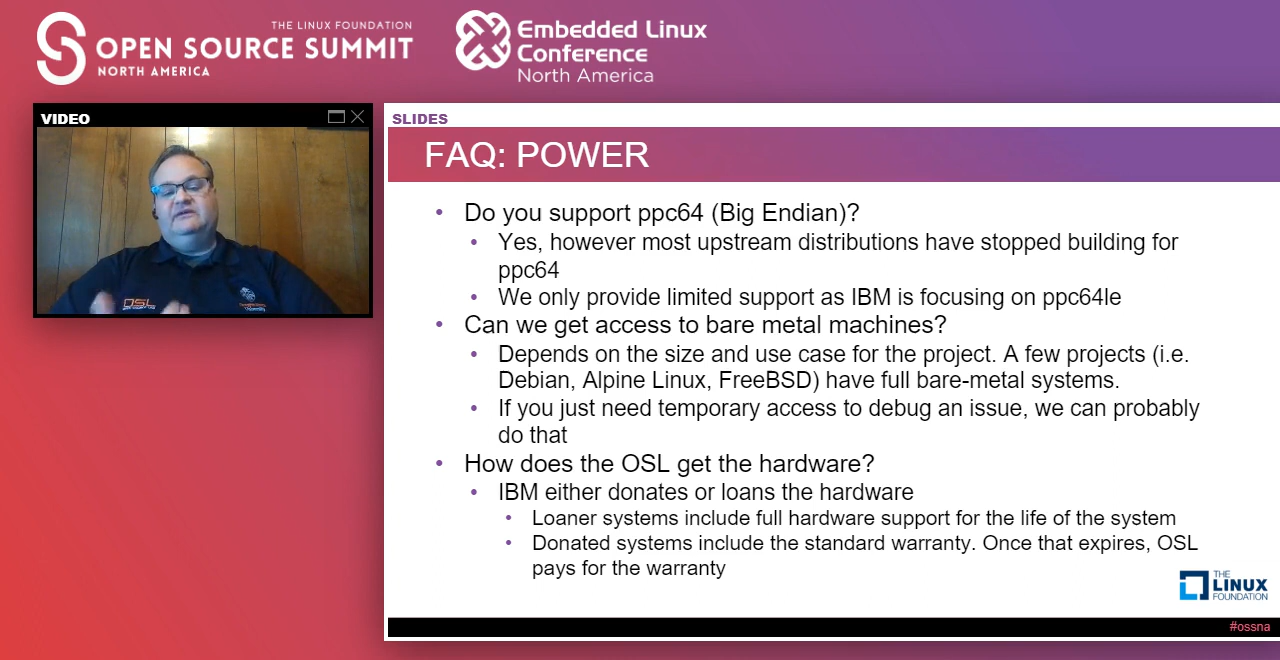 THE LINUX FOUNDATION
OPEN SOURCE SUMMIT
NORTH AMERICA
Embedded Linux
Conference
North America
VIDEO
OSL
SLIDES
FAQ: POWER
• Do you support ppc64 (Big Endian)?
• Yes, however most upstream distributions have stopped building for
ppc64
• We only provide limited support as IBM is focusing on ppc64le
• Can we get access to bare metal machines?
• Depends on the size and use case for the project. A few projects (i.e.
Debian, Alpine Linux, FreeBSD) have full bare-metal systems.
• If you just need temporary access to debug an issue, we can probably
do that
• How does the OSL get the hardware?
• IBM either donates or loans the hardware
• Loaner systems include full hardware support for the life of the system
• Donated systems include the standard warranty. Once that expires, OSL
pays for the warranty
THE
LINUX
FOUNDATION
#ossna